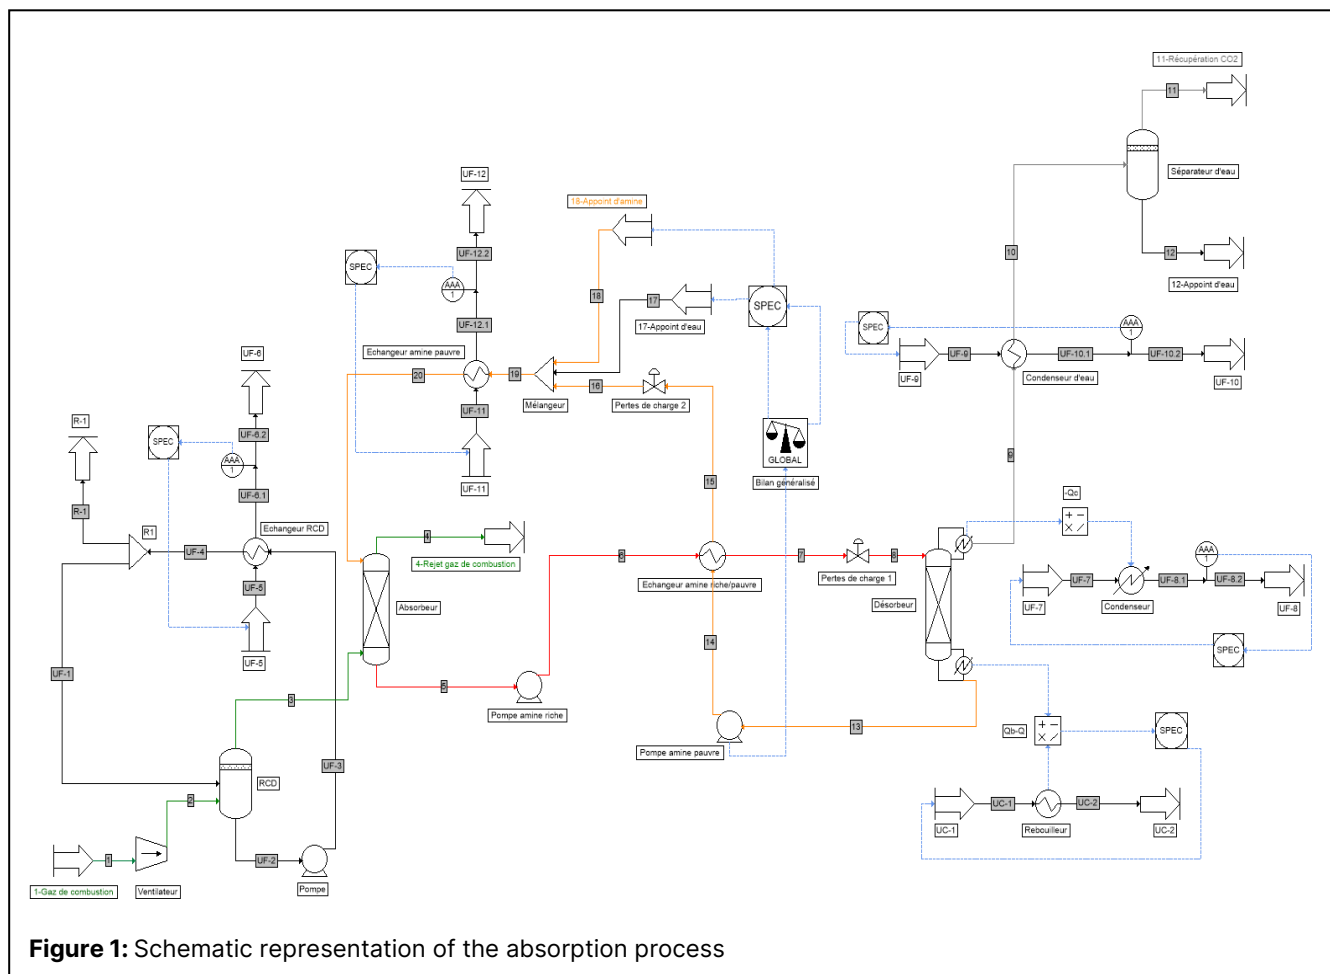 11-Récupération CO2
11
Séparateur d'eau
12
12-Appoint d'eau
10
SPEC
AAA
1
UF-9
UF-10.1
UF-10.2
UF-9
Condenseur d'eau
UF-10
9
UF-12
UF-12.2
SPEC
AAA
1
UF-12.1
Echangeur amine pauvre
20
19
UF-11
UF-11
18-Appoint d'amine
18
17
17-Appoint d'eau
SPEC
16
Mélangeur
Pertes de charge 2
GLOBAL
Bilan généralisé
15
UF-6
UF-6.2
R-1
SPEC
AAA
1
UF-6.1
R-1
R1
Echangeur RCD
UF-4
UF-5
UF-5
UF-1
UF-3
4
4-Rejet gaz de combustion
Absorbeur
6
Echangeur amine riche/pauvre
7
Pertes de charge 1
8
Désorbeur
-Qc
+ -
× ∕
AAA
1
UF-7
UF-8.1
UF-8.2
UF-7
Condenseur
UF-8
SPEC
14
3
5
Pompe amine riche
13
Pompe amine pauvre
Qb-Q
+ -
× ∕
SPEC
UC-1
UC-2
UC-1
Rebouilleur
UC-2
RCD
2
1
UF-2
1-Gaz de combustion
Ventilateur
Pompe
Figure 1: Schematic representation of the absorption process